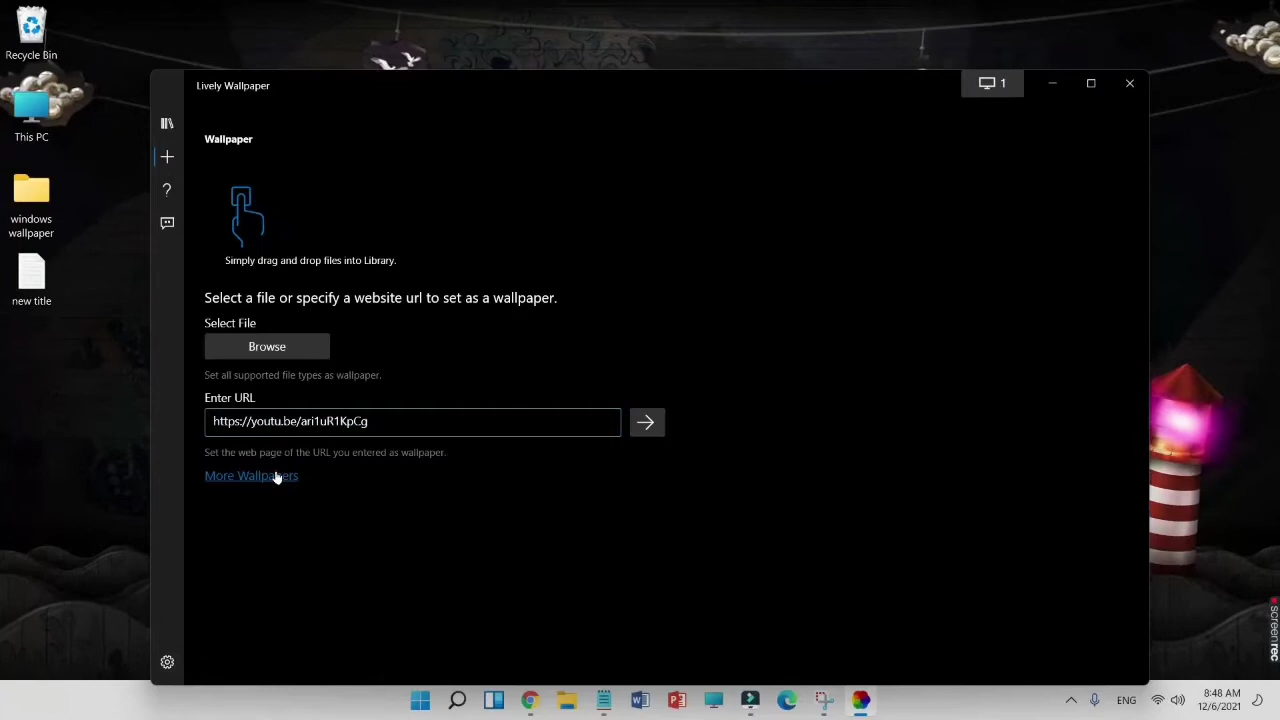 Recycle Bin
This PC
windows
wallpaper
new title
Lively Wallpaper
1
Wallpaper
Simply drag and drop files into Library.
Select a file or specify a website url to set as a wallpaper.
Select File
Browse
Set all supported file types as wallpaper.
Enter URL
https://youtu.be/ari1uR1KpCg
Set the web page of the URL you entered as wallpaper.
More Wallpapers
screenrec
ENG
8:48 AM
12/6/2021